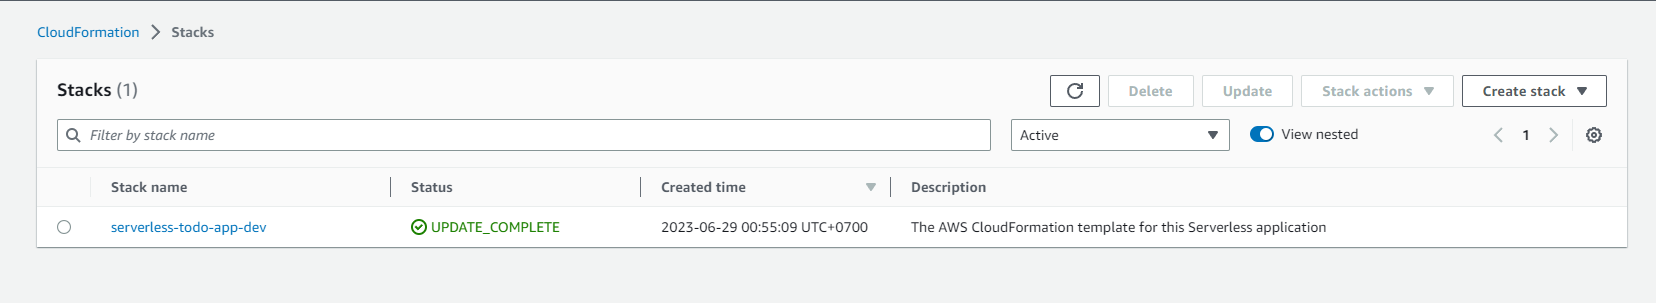 CloudFormation > Stacks
Stacks (1)
Delete Update Stack actions Create stack
Filter by stack name Active View nested 1
Stack name Status Created time Description
serverless-todo-app-dev UPDATE_COMPLETE 2023-06-29 00:55:09 UTC+0700 The AWS CloudFormation template for this Serverless application